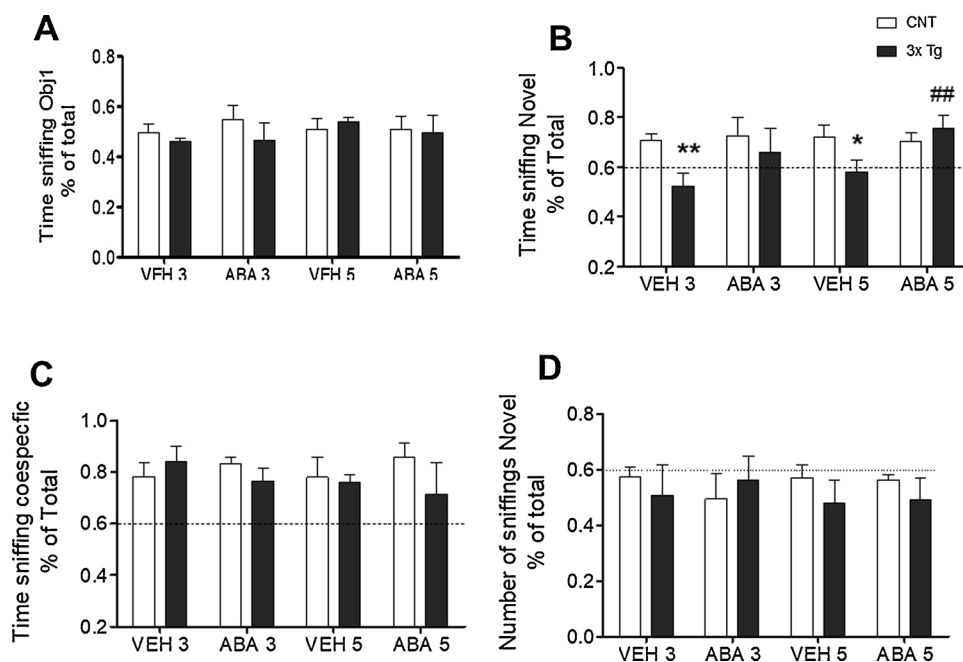 A
Time sniffing Obj1
% of total
0.8
0.6
0.4
0.2
0.0
VEH 3 ABA 3 VEH 5 ABA 5
B
CNT
3x Tg
Time sniffing Novel
% of Total
1.0
0.8
0.6
0.4
0.2
** * ##
VEH 3 ABA 3 VEH 5 ABA 5
C
Time sniffing coespecfic
% of Total
1.0
0.8
0.6
0.4
0.2
VEH 3 ABA 3 VEH 5 ABA 5
D
Number of sniffings Novel
% of total
0.8
0.6
0.4
0.2
0.0
VEH 3 ABA 3 VEH 5 ABA 5